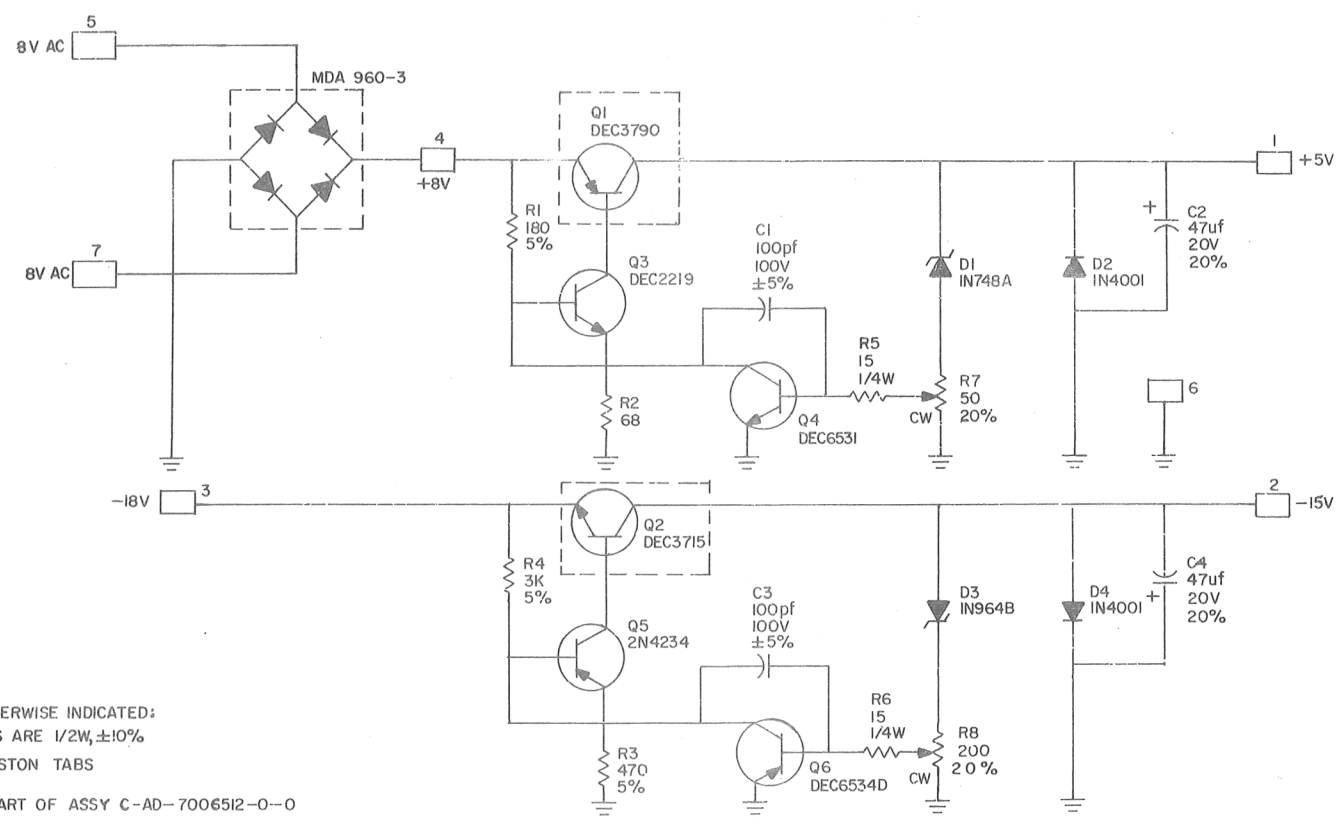 5
8V AC
MDA 960-3
4
+8V
7
8V AC
Q1
DEC3790
R1
180
5%
Q3
DEC2219
R2
68
C1
100pf
100V
±5%
Q4
DEC6531
R5
15
1/4W
CW
R7
50
20%
D1
IN748A
D2
IN4001
+
C2
47uf
20V
20%
1
+5V
6
-18V
3
Q2
DEC3715
R4
3K
5%
Q5
2N4234
R3
470
5%
C3
100pf
100V
±5%
Q6
DEC6534D
R6
15
1/4W
CW
R8
200
20%
D3
IN964B
D4
IN4001
+
C4
47uf
20V
20%
2
-15V
ERWISE INDICATED:
S ARE 1/2W, ±10%
STON TABS
ART OF ASSY C-AD-7006512-0-0